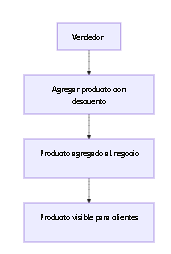 Vendedor
Agregar producto con
descuento
Producto agregado al negocio
Producto visible para clientes